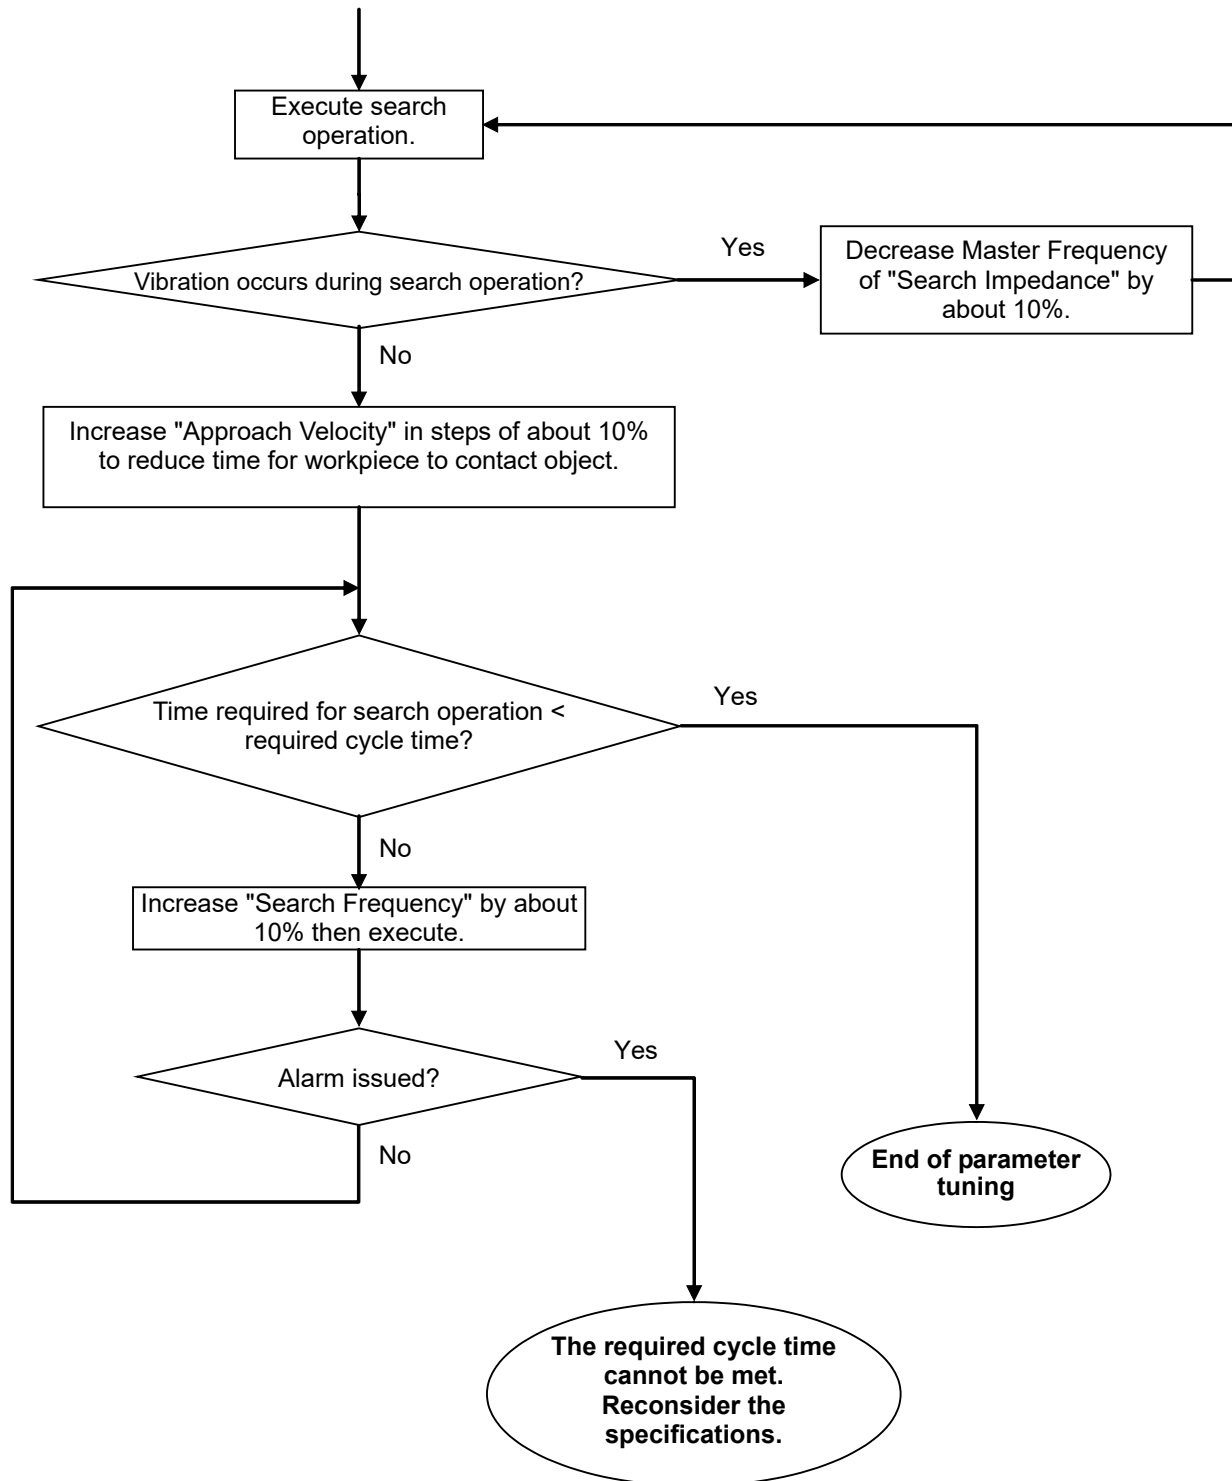 Execute search
operation.
Vibration occurs during search operation?
Yes
Decrease Master Frequency
of "Search Impedance" by
about 10%.
No
Increase "Approach Velocity" in steps of about 10%
to reduce time for workpiece to contact object.
Time required for search operation <
required cycle time?
Yes
No
Increase "Search Frequency" by about
10% then execute.
Alarm issued?
Yes
No
End of parameter
tuning
The required cycle time
cannot be met.
Reconsider the
specifications.